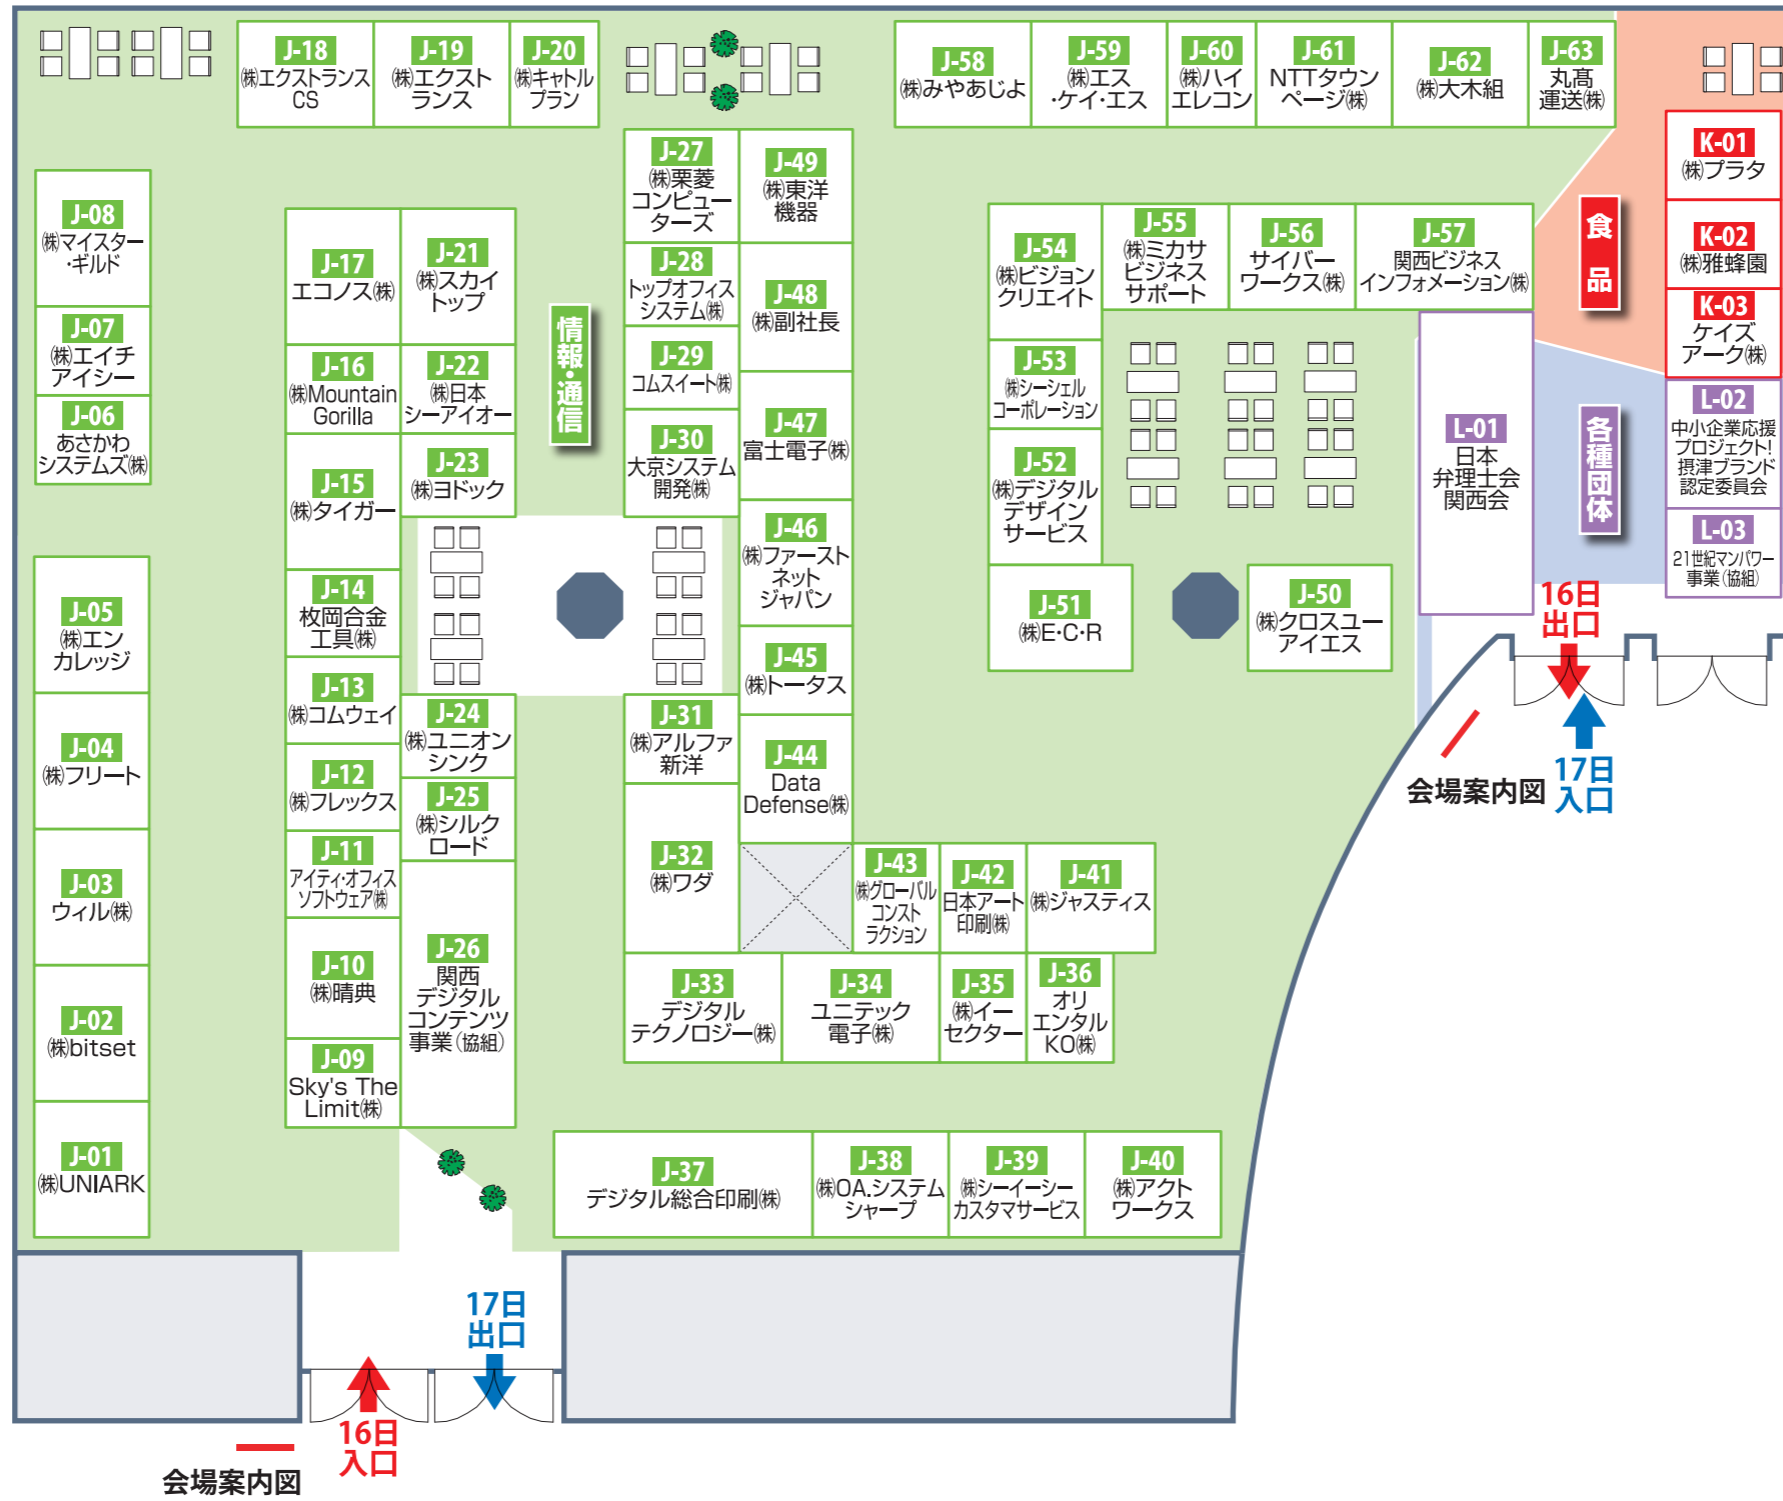 J-18
㈱エクストランス
CS
J-19
㈱エクスト
ランス
J-20
㈱キャトル
プラン
J-58
㈱みやあじよ
J-59
㈱エス
・ケイ・エス
J-60
㈱ハイ
エレコン
J-61
NTTタウン
ページ㈱
J-62
㈱大木組
J-63
丸髙
運送㈱
J-08
㈱マイスター
・ギルド
J-07
㈱エイチ
アイシー
J-06
あさかわ
システムズ㈱
J-05
㈱エン
カレッジ
J-04
㈱フリート
J-03
ウィル㈱
J-02
㈱bitset
J-01
㈱UNIARK
J-17
エコノス㈱
J-16
㈱Mountain
Gorilla
J-15
㈱タイガー
J-14
枚岡合金
工具㈱
J-13
㈱コムウェイ
J-12
㈱フレックス
J-11
アイティ・オフィス
ソフトウェア㈱
J-10
㈱晴典
J-09
Sky's The
Limit㈱
J-21
㈱スカイ
トップ
J-22
㈱日本
シーアイオー
J-23
㈱ヨドック
J-24
㈱ユニオン
シンク
J-25
㈱シルク
ロード
J-26
関西
デジタル
コンテンツ
事業(協組)
情報・通信
J-27
㈱栗菱
コンピュー
ターズ
J-28
トップオフィス
システム㈱
J-29
コムスイート㈱
J-30
大京システム
開発㈱
J-31
㈱アルファ
新洋
J-32
㈱ワダ
J-49
㈱東洋
機器
J-48
㈱副社長
J-47
富士電子㈱
J-46
㈱ファースト
ネット
ジャパン
J-45
㈱トータス
J-44
Data
Defense㈱
J-43
㈱グローバル
コンスト
ラクション
J-42
日本アート
印刷㈱
J-41
㈱ジャスティス
J-33
デジタル
テクノロジー㈱
J-34
ユニテック
電子㈱
J-35
㈱イー
セクター
J-36
オリ
エンタル
KO㈱
J-37
デジタル総合印刷㈱
J-38
㈱OA.システム
シャープ
J-39
㈱シーイーシー
カスタマサービス
J-40
㈱アクト
ワークス
J-54
㈱ビジョン
クリエイト
J-55
㈱ミカサ
ビジネス
サポート
J-56
サイバー
ワークス㈱
J-57
関西ビジネス
インフォメーション㈱
J-53
㈱シーシェル
コーポレーション
J-52
㈱デジタル
デザイン
サービス
J-51
㈱E・C・R
J-50
㈱クロスユー
アイエス
食品
K-01
㈱プラタ
K-02
㈱雅蜂園
K-03
ケイズ
アーク㈱
各種団体
L-01
日本
弁理士会
関西会
L-02
中小企業応援
プロジェクト!
摂津ブランド
認定委員会
L-03
21世紀マンパワー
事業(協組)
16日
出口
17日
入口
会場案内図
17日
出口
16日
入口
会場案内図